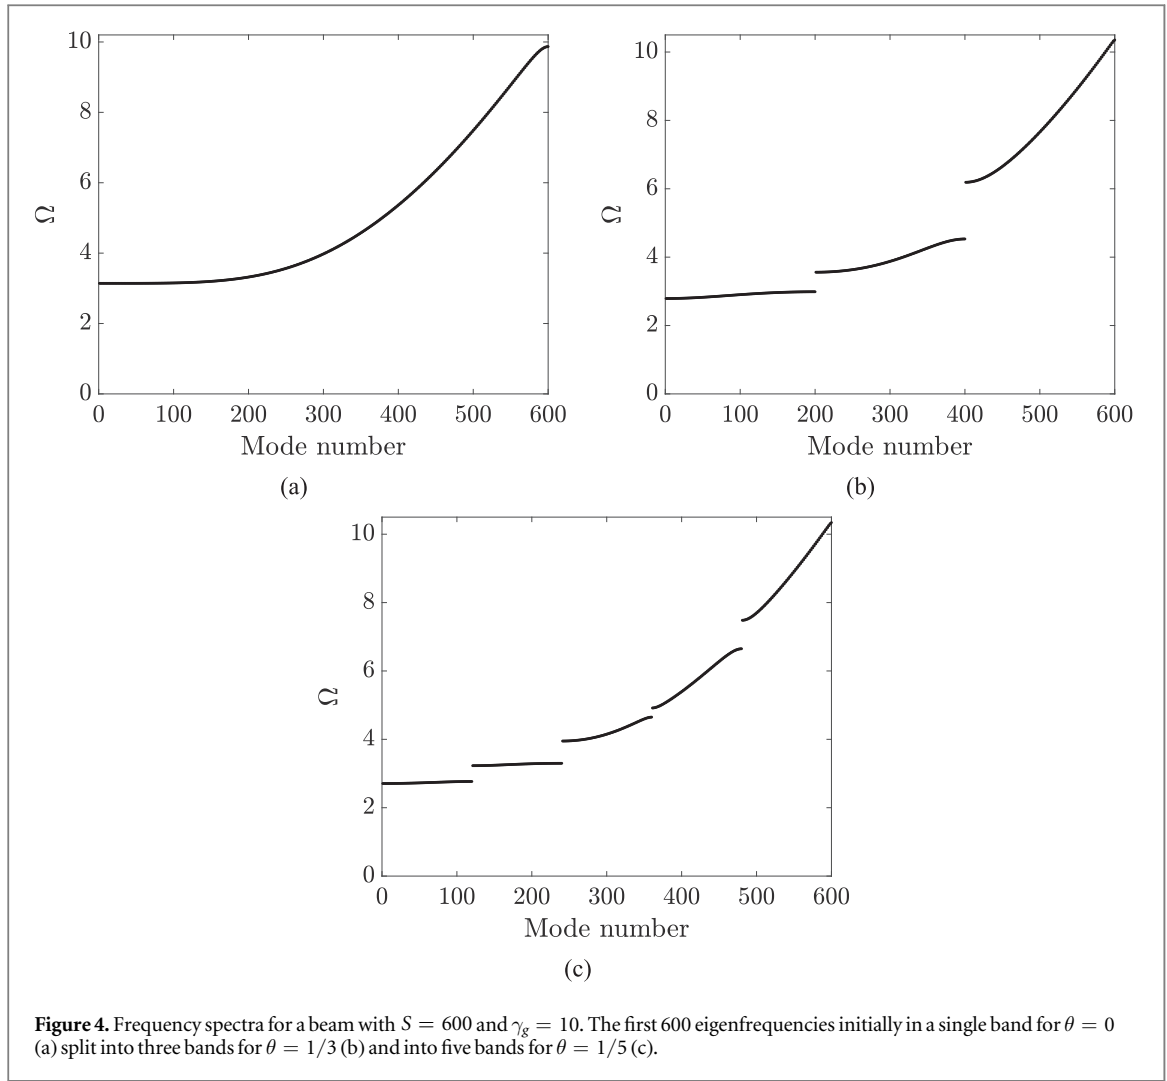 10
8
6
4
2
0
Ω
0 100 200 300 400 500 600
Mode number
(a)
10
8
6
4
2
0
Ω
0 100 200 300 400 500 600
Mode number
(b)
10
8
6
4
2
0
Ω
0 100 200 300 400 500 600
Mode number
(c)
Figure 4. Frequency spectra for a beam with S = 600 and γg = 10. The first 600 eigenfrequencies initially in a single band for θ = 0
(a) split into three bands for θ = 1/3 (b) and into five bands for θ = 1/5 (c).